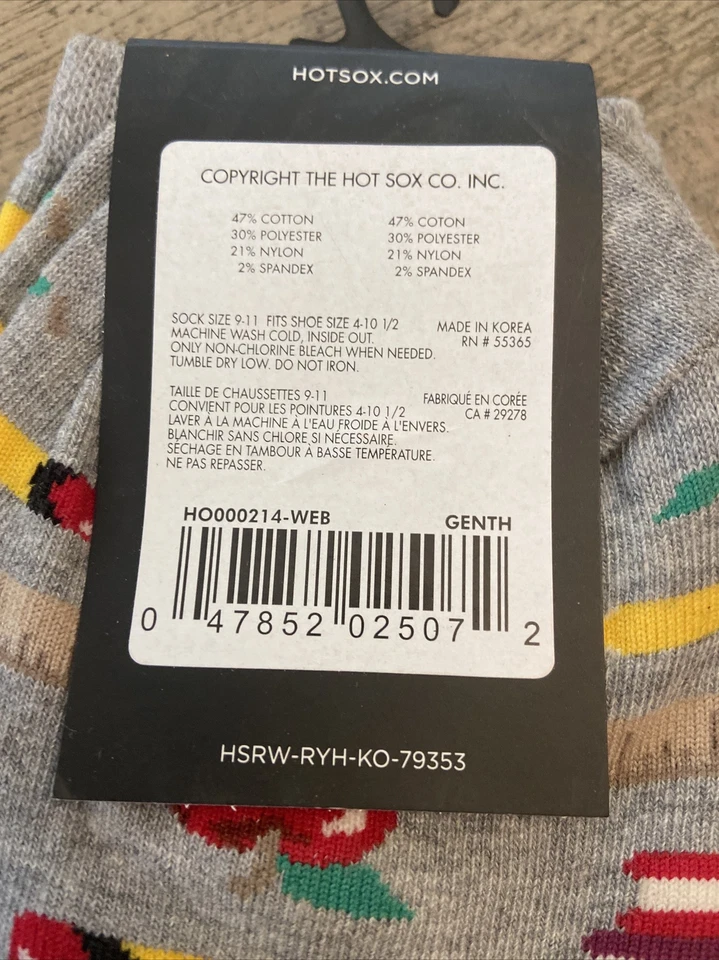 HOTSOX.COM
COPYRIGHT THE HOT SOX CO. INC.
47% COTTON
30% POLYESTER
21% NYLON
2% SPANDEX
47% COTON
30% POLYESTER
21% NYLON
2% SPANDEX
SOCK SIZE 9-11 FITS SHOE SIZE 4-10 1/2
MACHINE WASH COLD, INSIDE OUT.
ONLY NON-CHLORINE BLEACH WHEN NEEDED.
TUMBLE DRY LOW. DO NOT IRON.
MADE IN KOREA
RN # 55365
TAILLE DE CHAUSSETTES 9-11
CONVIENT POUR LES POINTURES 4-10 1/2
LAVER À LA MACHINE À L'EAU FROIDE À L'ENVERS.
BLANCHIR SANS CHLORE SI NÉCESSAIRE.
SÉCHAGE EN TAMBOUR À BASSE TEMPÉRATURE.
NE PAS REPASSER.
FABRIQUÉ EN CORÉE
CA # 29278
HO000214-WEB GENTH
0 47852 02507 2
HSRW-RYH-KO-79353